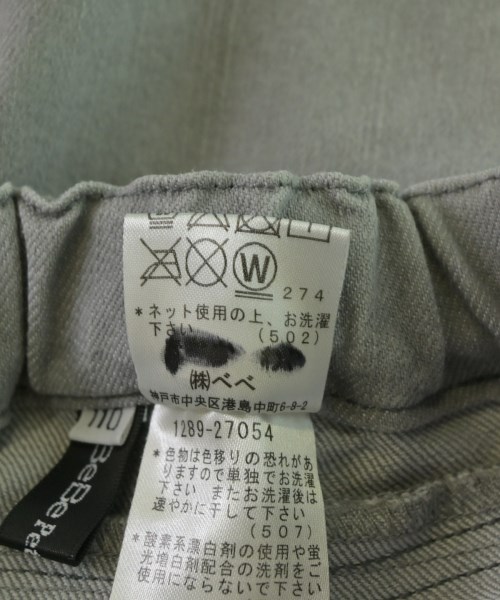 W
274
*ネット使用の上、お洗濯
下さい (502)
㈱べべ
神戸市中央区港島中町6-8-2
110
BeBe
1289-27054
*色物は色移りの恐れがあ
りますので単独でお洗濯
下さい またお洗濯後は
速やかに干して下さい
(507)
*酸素系漂白剤の使用や蛍
光増白剤配合の洗剤をご
使用にならないで下さい